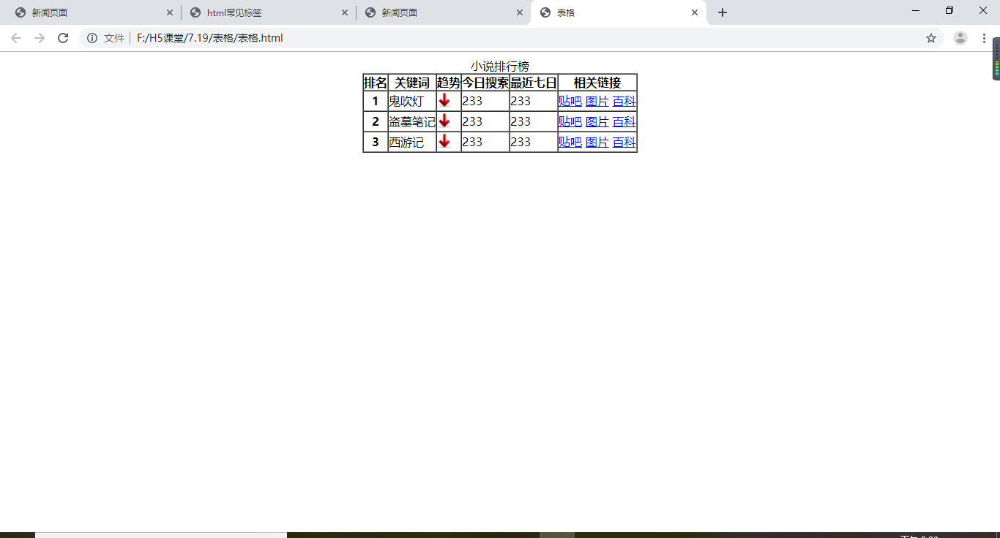 新闻页面
html常见标签
新闻页面
表格
文件 F:/H5课堂/7.19/表格/表格.html
小说排行榜
排名 关键词 趋势 今日搜索 最近七日 相关链接
1 鬼吹灯 233 233 贴吧 图片 百科
2 盗墓笔记 233 233 贴吧 图片 百科
3 西游记 233 233 贴吧 图片 百科